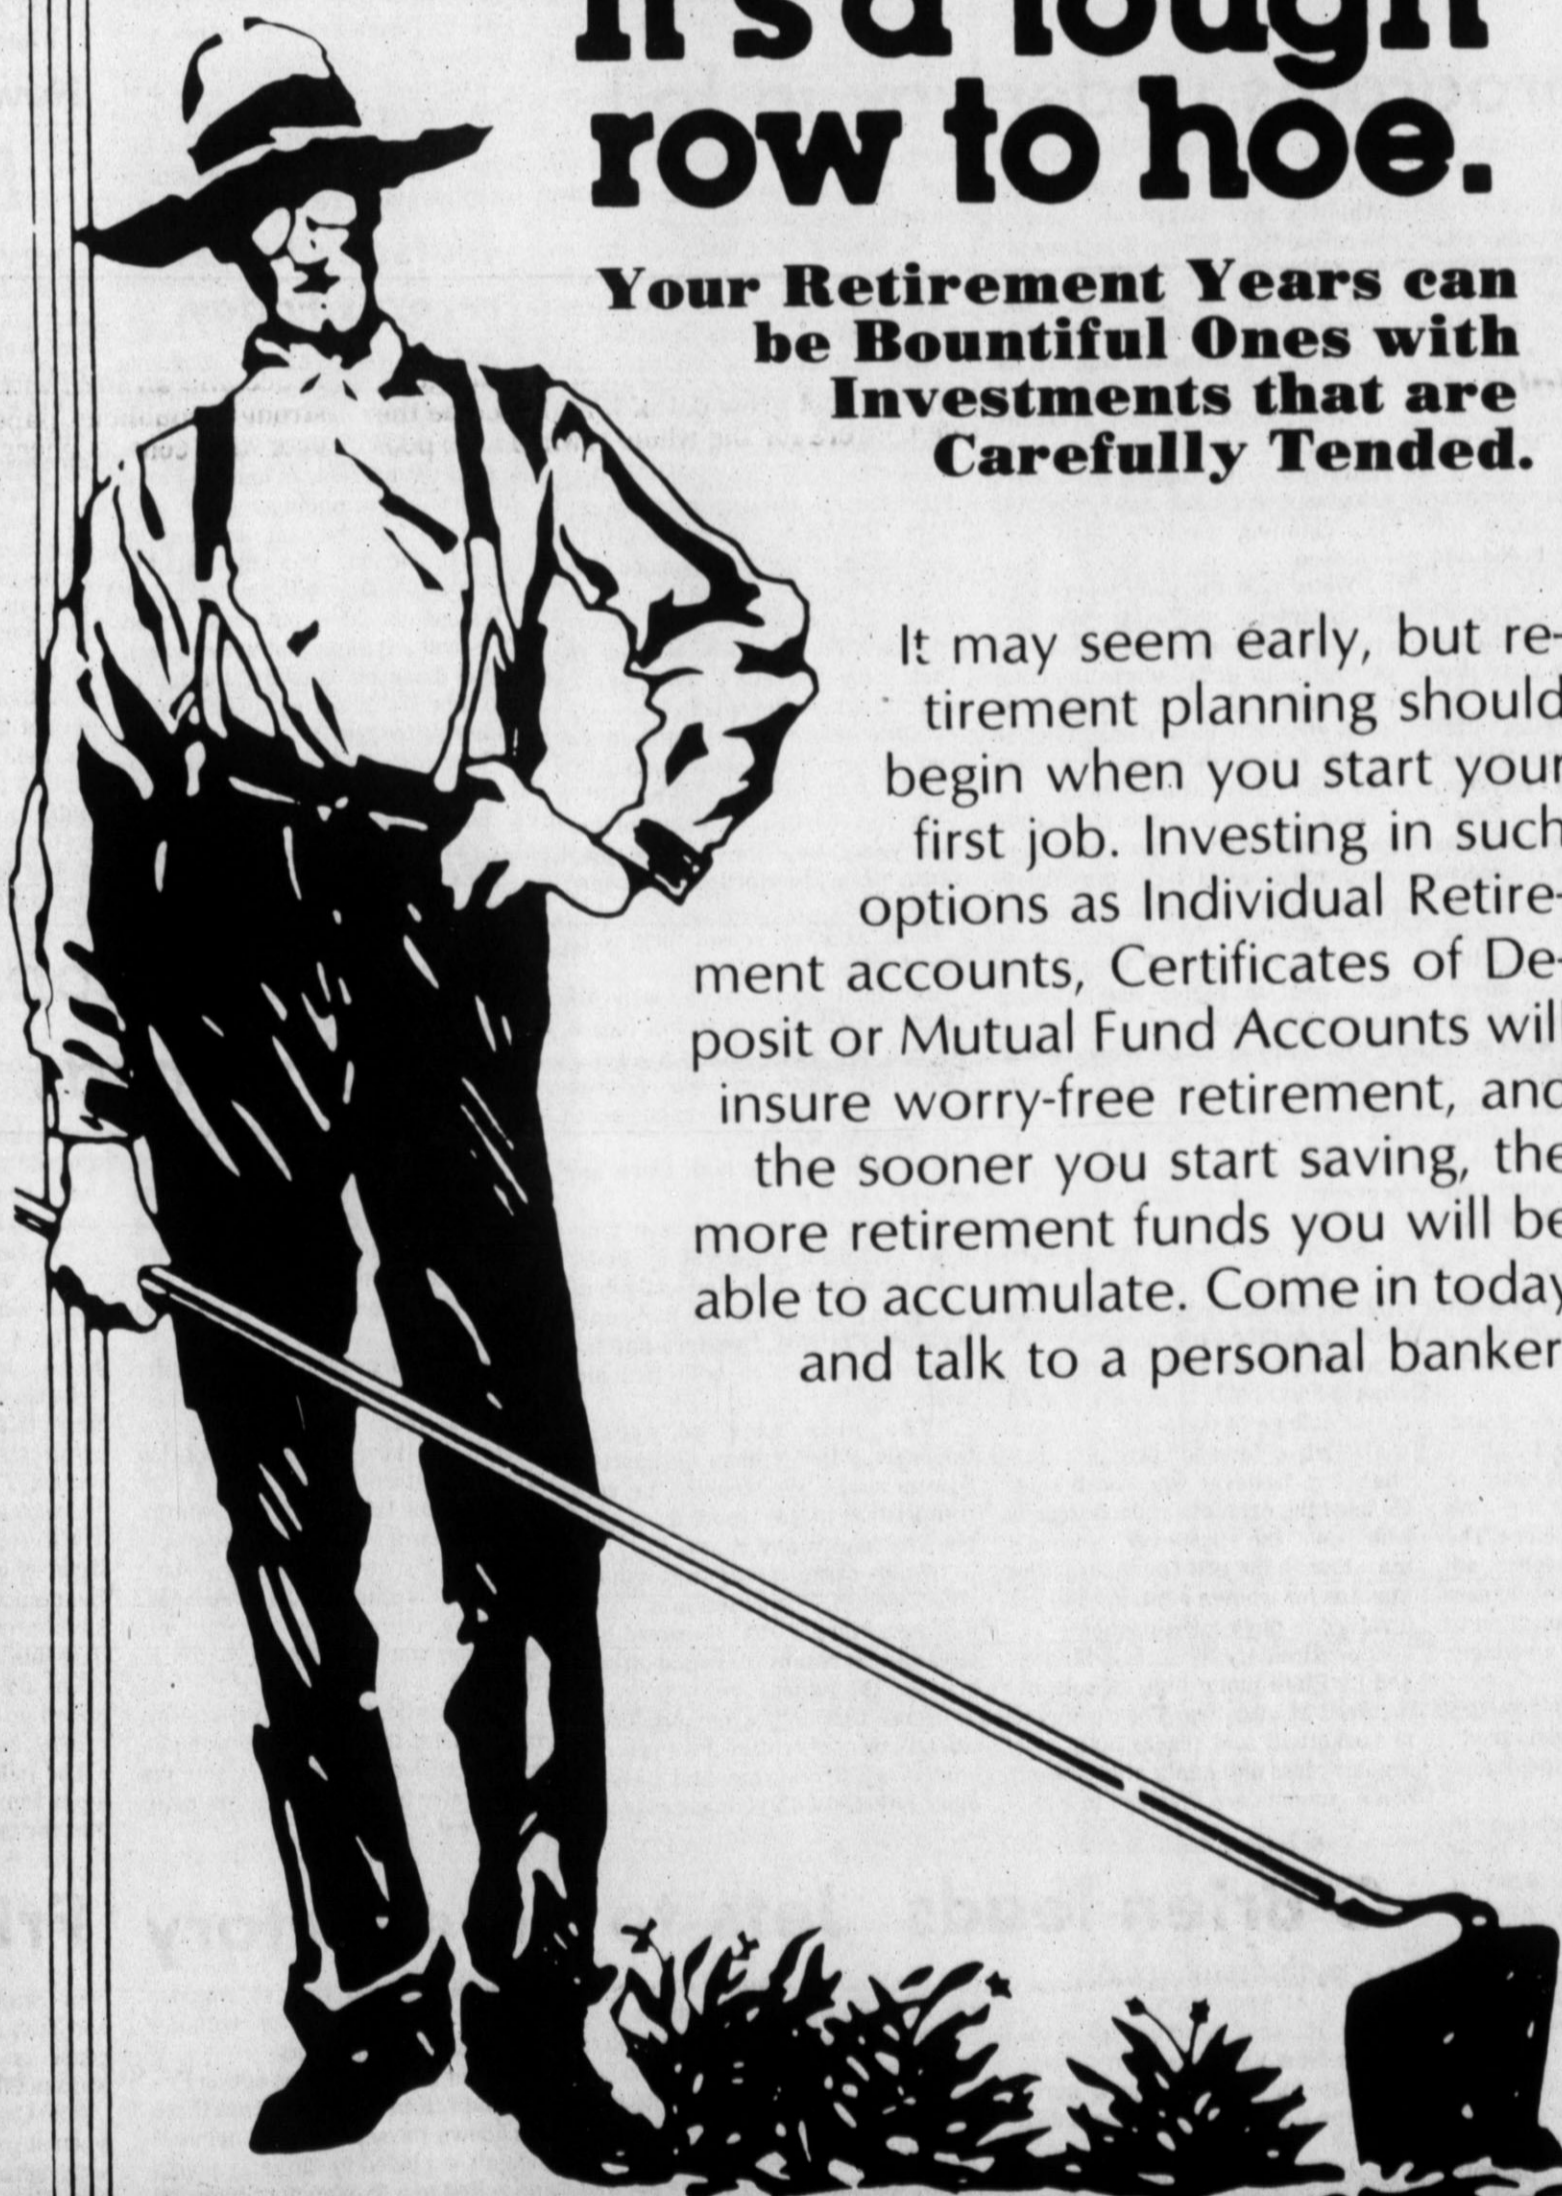 It's a tough
row to hoe.
Your Retirement Years can
be Bountiful Ones with
Investments that are
Carefully Tended.
It may seem early, but re-
tirement planning should
begin when you start your
first job. Investing in such
options as Individual Retire-
ment accounts, Certificates of De-
posit or Mutual Fund Accounts will
insure worry-free retirement, and
the sooner you start saving, the
more retirement funds you will be
able to accumulate. Come in today
and talk to a personal banker